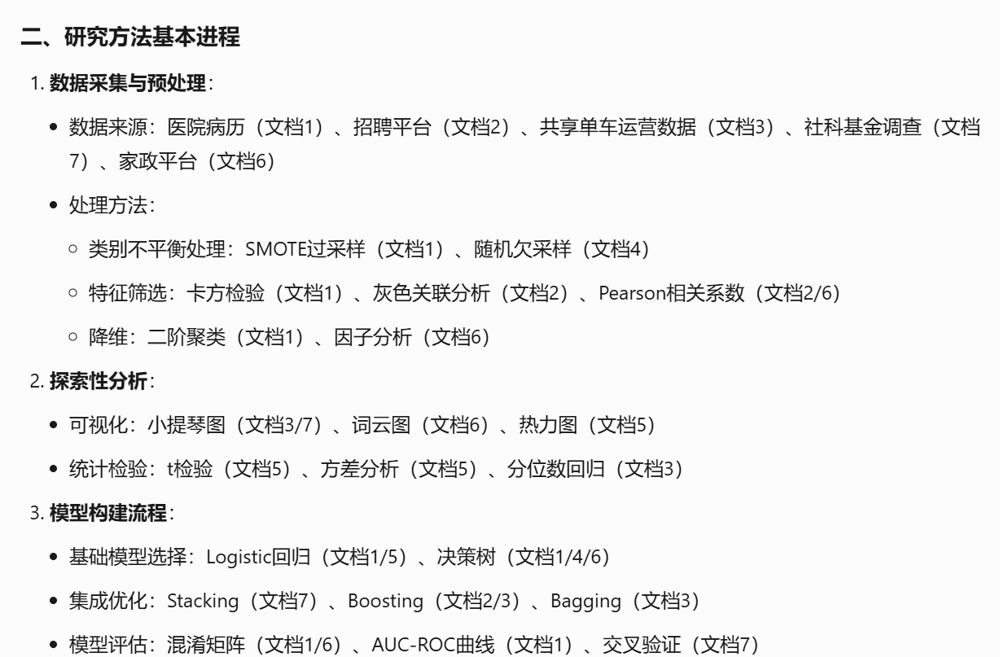 二、研究方法基本进程
1. 数据采集与预处理：
• 数据来源：医院病历（文档1）、招聘平台（文档2）、共享单车运营数据（文档3）、社科基金调查（文档
7）、家政平台（文档6）
• 处理方法：
○ 类别不平衡处理：SMOTE过采样（文档1）、随机欠采样（文档4）
○ 特征筛选：卡方检验（文档1）、灰色关联分析（文档2）、Pearson相关系数（文档2/6）
○ 降维：二阶聚类（文档1）、因子分析（文档6）
2. 探索性分析：
• 可视化：小提琴图（文档3/7）、词云图（文档6）、热力图（文档5）
• 统计检验：t检验（文档5）、方差分析（文档5）、分位数回归（文档3）
3. 模型构建流程：
• 基础模型选择：Logistic回归（文档1/5）、决策树（文档1/4/6）
• 集成优化：Stacking（文档7）、Boosting（文档2/3）、Bagging（文档3）
• 模型评估：混淆矩阵（文档1/6）、AUC-ROC曲线（文档1）、交叉验证（文档7）